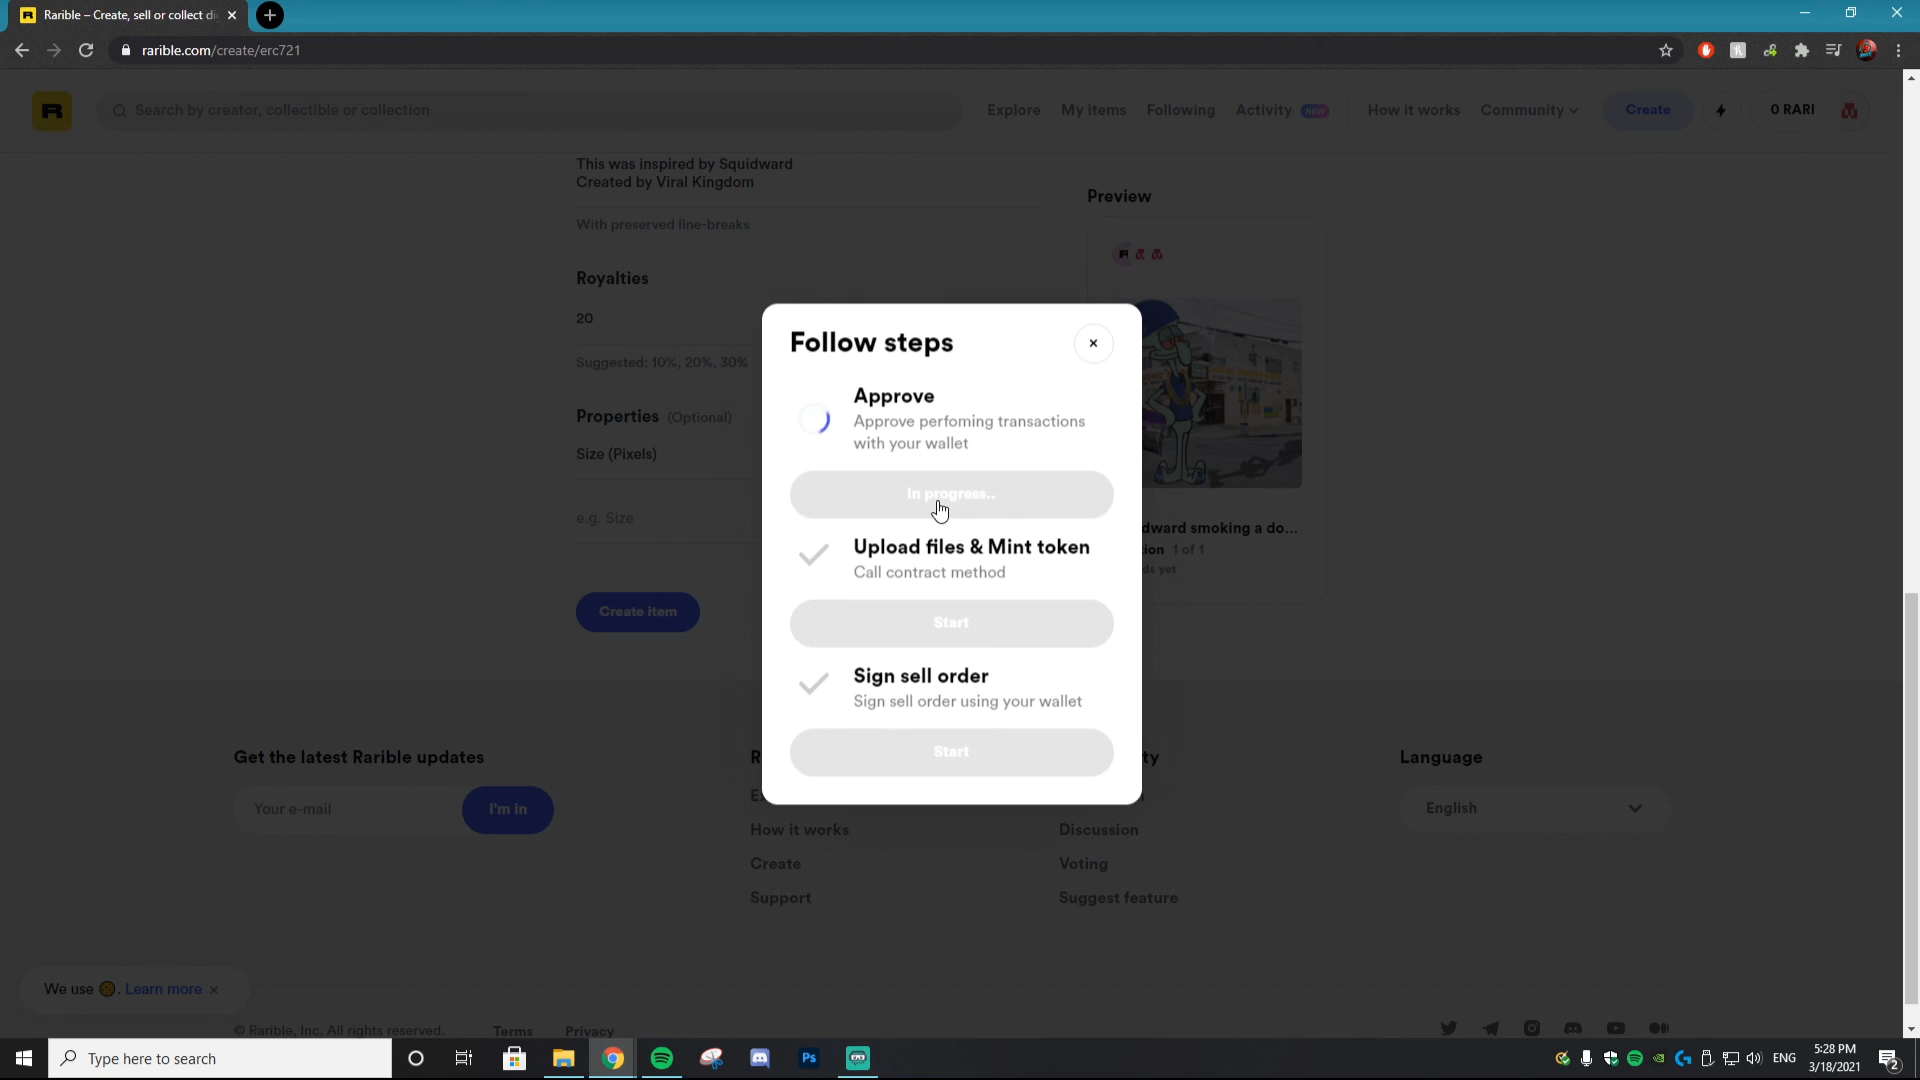 Rarible – Create, sell or collect di
rarible.com/create/erc721
Search by creator, collectible or collection
Explore
My items
Following
Activity NEW
How it works
Community
Create
0 RARI
This was inspired by Squidward
Created by Viral Kingdom
With preserved line-breaks
Royalties
20
Suggested: 10%, 20%, 30%
Properties (Optional)
Size (Pixels)
e.g. Size
Create item
Preview
dward smoking a do...
1 of 1
Follow steps
Approve
Approve perfoming transactions
with your wallet
In progress..
Upload files & Mint token
Call contract method
Start
Sign sell order
Sign sell order using your wallet
Start
Get the latest Rarible updates
Your e-mail
I'm in
How it works
Create
Support
Discussion
Voting
Suggest feature
Language
English
We use 🍪. Learn more ×
© Rarible, Inc. All rights reserved.
Terms
Privacy
Type here to search
Ps
ENG
5:28 PM
3/18/2021
2